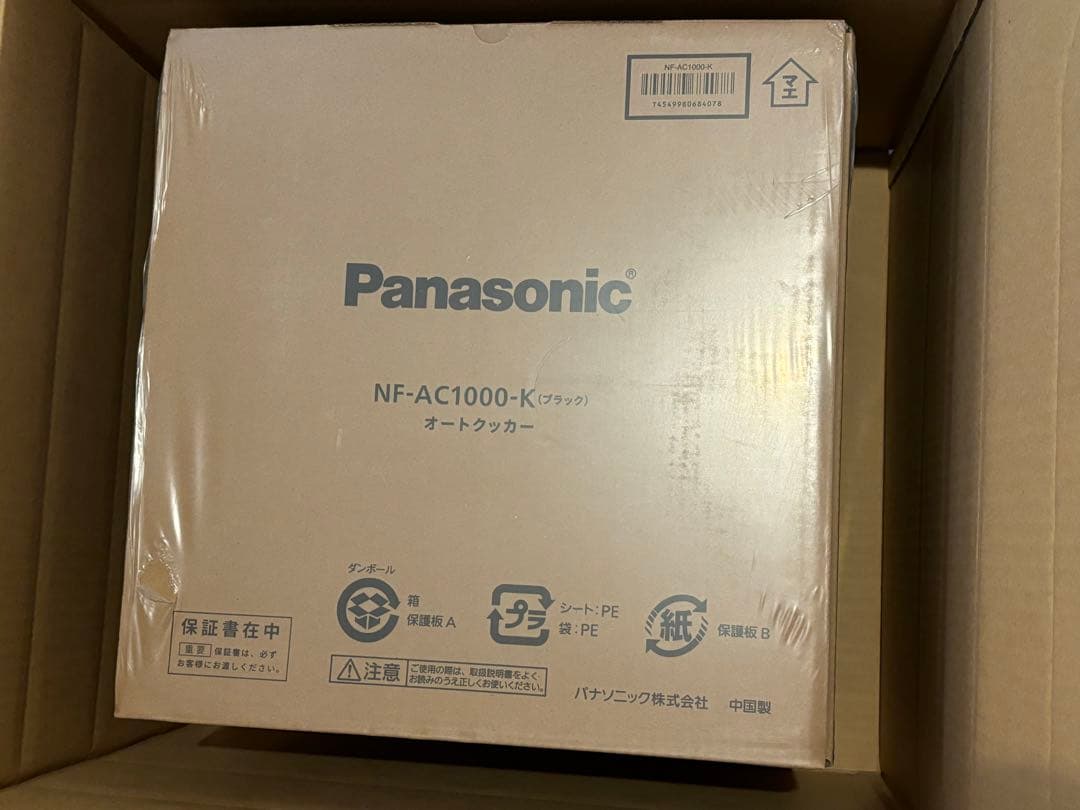 NF-AC1000-K
T4549980684078
マエ
Panasonic®
NF-AC1000-K(ブラック)
オートクッカー
ダンボール
箱
保護板A
プラ
シート:PE
袋:PE
紙
保護板B
保証書在中
重要 保証書は、必ず
お客様にお渡しください。
注意
ご使用の際は、取扱説明書をよく
お読みのうえ正しくお使いください。
パナソニック株式会社 中国製